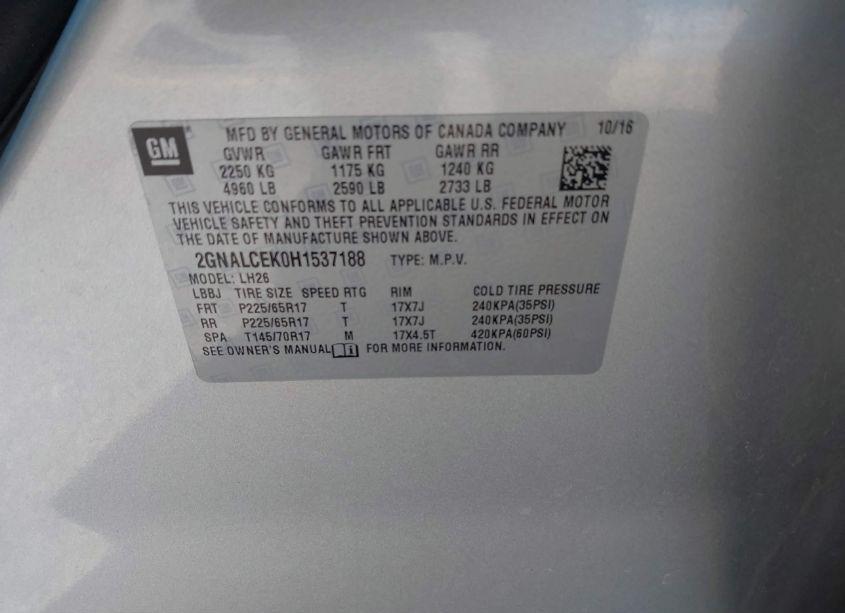 GM
MFD BY GENERAL MOTORS OF CANADA COMPANY 10/16
GVWR GAWR FRT GAWR RR
2250 KG 1175 KG 1240 KG
4960 LB 2590 LB 2733 LB
THIS VEHICLE CONFORMS TO ALL APPLICABLE U.S. FEDERAL MOTOR
VEHICLE SAFETY AND THEFT PREVENTION STANDARDS IN EFFECT ON
THE DATE OF MANUFACTURE SHOWN ABOVE.
2GNALCEK0H1537188 TYPE: M.P.V.
MODEL: LH26
LBBJ TIRE SIZE SPEED RTG RIM COLD TIRE PRESSURE
FRT P225/65R17 T 17X7J 240KPA(35PSI)
RR P225/65R17 T 17X7J 240KPA(35PSI)
SPA T145/70R17 M 17X4.5T 420KPA(60PSI)
SEE OWNER'S MANUAL FOR MORE INFORMATION.